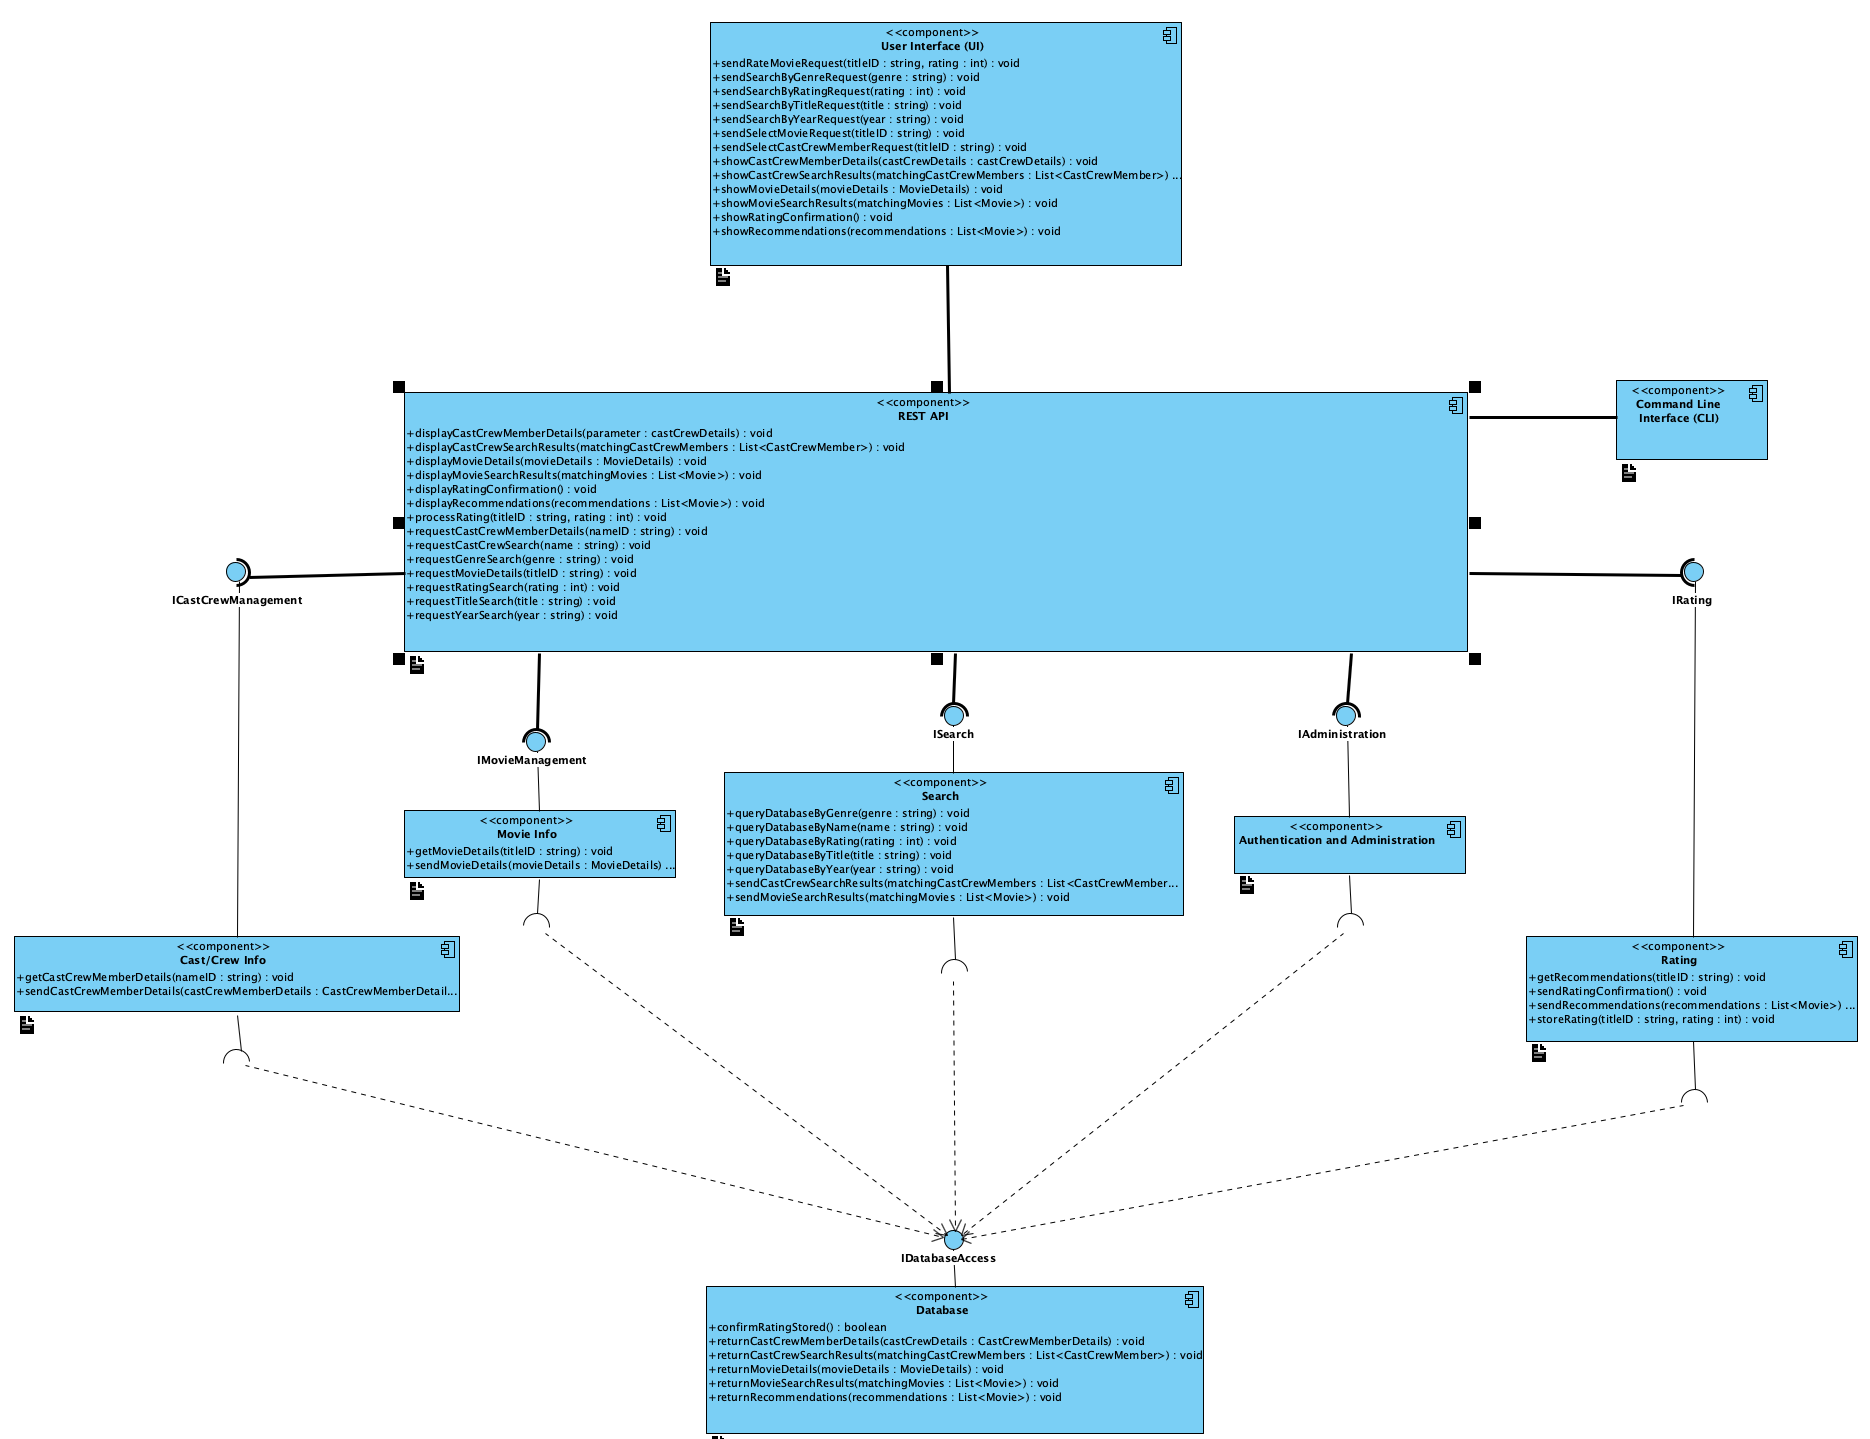 <<component>>
User Interface (UI)
+sendRateMovieRequest(titleID : string, rating : int) : void
+sendSearchByGenreRequest(genre : string) : void
+sendSearchByRatingRequest(rating : int) : void
+sendSearchByTitleRequest(title : string) : void
+sendSearchByYearRequest(year : string) : void
+sendSelectMovieRequest(titleID : string) : void
+sendSelectCastCrewMemberRequest(titleID : string) : void
+showCastCrewMemberDetails(castCrewDetails : castCrewDetails) : void
+showCastCrewSearchResults(matchingCastCrewMembers : List<CastCrewMember>) ...
+showMovieDetails(movieDetails : MovieDetails) : void
+showMovieSearchResults(matchingMovies : List<Movie>) : void
+showRatingConfirmation() : void
+showRecommendations(recommendations : List<Movie>) : void
<<component>>
REST API
+displayCastCrewMemberDetails(parameter : castCrewDetails) : void
+displayCastCrewSearchResults(matchingCastCrewMembers : List<CastCrewMember>) : void
+displayMovieDetails(movieDetails : MovieDetails) : void
+displayMovieSearchResults(matchingMovies : List<Movie>) : void
+displayRatingConfirmation() : void
+displayRecommendations(recommendations : List<Movie>) : void
+processRating(titleID : string, rating : int) : void
+requestCastCrewMemberDetails(nameID : string) : void
+requestCastCrewSearch(name : string) : void
+requestGenreSearch(genre : string) : void
+requestMovieDetails(titleID : string) : void
+requestRatingSearch(rating : int) : void
+requestTitleSearch(title : string) : void
+requestYearSearch(year : string) : void
<<component>>
Command Line
Interface (CLI)
ICastCrewManagement
IRating
IMovieManagement
ISearch
IAdministration
<<component>>
Movie Info
+getMovieDetails(titleID : string) : void
+sendMovieDetails(movieDetails : MovieDetails) ...
<<component>>
Search
+queryDatabaseByGenre(genre : string) : void
+queryDatabaseByName(name : string) : void
+queryDatabaseByRating(rating : int) : void
+queryDatabaseByTitle(title : string) : void
+queryDatabaseByYear(year : string) : void
+sendCastCrewSearchResults(matchingCastCrewMembers : List<CastCrewMember...
+sendMovieSearchResults(matchingMovies : List<Movie>) : void
<<component>>
Authentication and Administration
<<component>>
Cast/Crew Info
+getCastCrewMemberDetails(nameID : string) : void
+sendCastCrewMemberDetails(castCrewMemberDetails : CastCrewMemberDetail...
<<component>>
Rating
+getRecommendations(titleID : string) : void
+sendRatingConfirmation() : void
+sendRecommendations(recommendations : List<Movie>) ...
+storeRating(titleID : string, rating : int) : void
IDatabaseAccess
<<component>>
Database
+confirmRatingStored() : boolean
+returnCastCrewMemberDetails(castCrewDetails : CastCrewMemberDetails) : void
+returnCastCrewSearchResults(matchingCastCrewMembers : List<CastCrewMember>) : void
+returnMovieDetails(movieDetails : MovieDetails) : void
+returnMovieSearchResults(matchingMovies : List<Movie>) : void
+returnRecommendations(recommendations : List<Movie>) : void